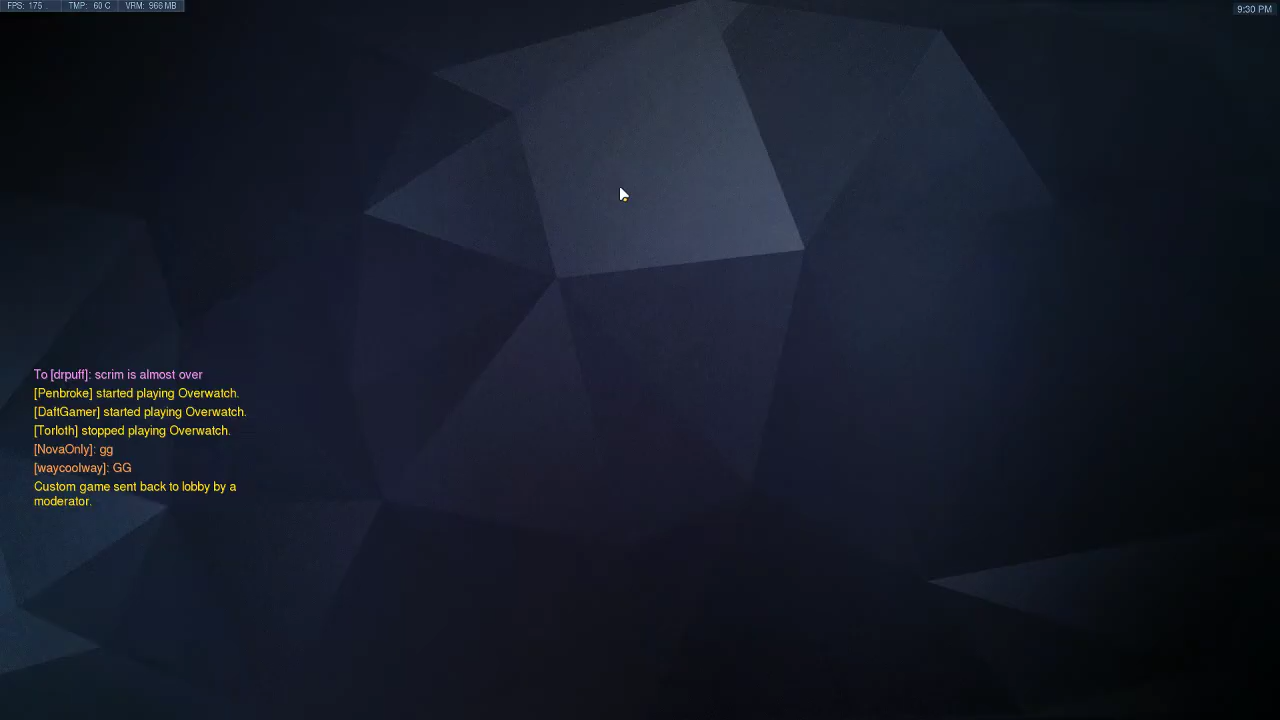 FPS: 175 TMP: 60 C VRM: 966 MB
9:30 PM
To [drpuff]: scrim is almost over
[Penbroke] started playing Overwatch.
[DaftGamer] started playing Overwatch.
[Torloth] stopped playing Overwatch.
[NovaOnly]: gg
[waycoolway]: GG
Custom game sent back to lobby by a
moderator.